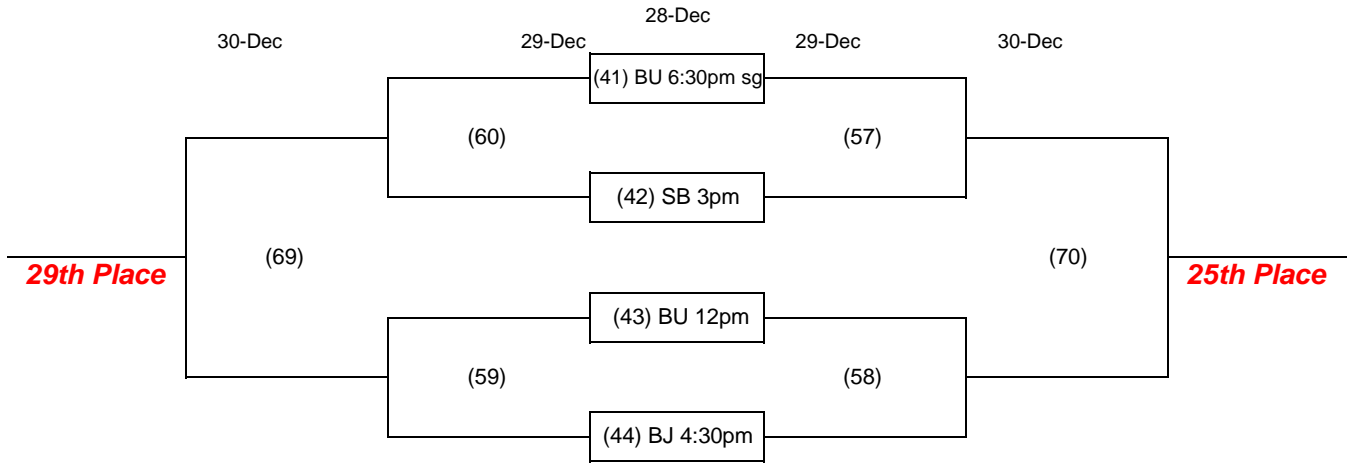 28-Dec
30-Dec 29-Dec 29-Dec 30-Dec
(41) BU 6:30pm sg
(60) (57)
(42) SB 3pm
(69) (70)
29th Place 25th Place
(43) BU 12pm
(59) (58)
(44) BJ 4:30pm